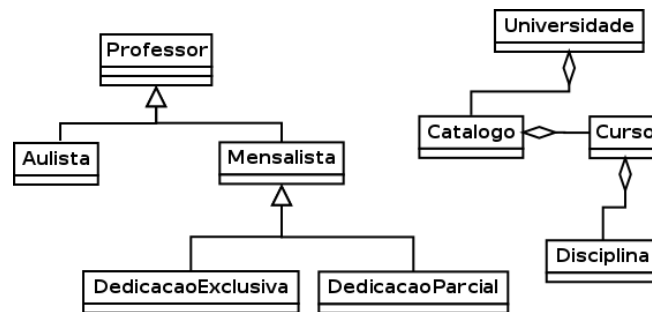 Universidade
Professor
Catalogo
Curso
Aulista
Mensalista
Disciplina
DedicacaoExclusiva
DedicacaoParcial